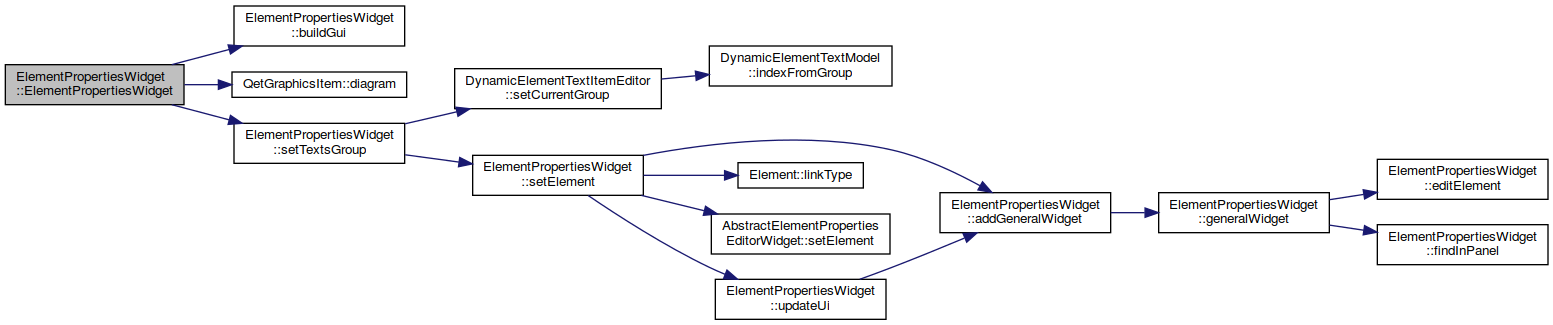 ElementPropertiesWidget
::ElementPropertiesWidget
ElementPropertiesWidget
::buildGui
QetGraphicsItem::diagram
ElementPropertiesWidget
::setTextsGroup
DynamicElementTextItemEditor
::setCurrentGroup
DynamicElementTextModel
::indexFromGroup
ElementPropertiesWidget
::setElement
Element::linkType
AbstractElementProperties
EditorWidget::setElement
ElementPropertiesWidget
::updateUi
ElementPropertiesWidget
::addGeneralWidget
ElementPropertiesWidget
::generalWidget
ElementPropertiesWidget
::editElement
ElementPropertiesWidget
::findInPanel